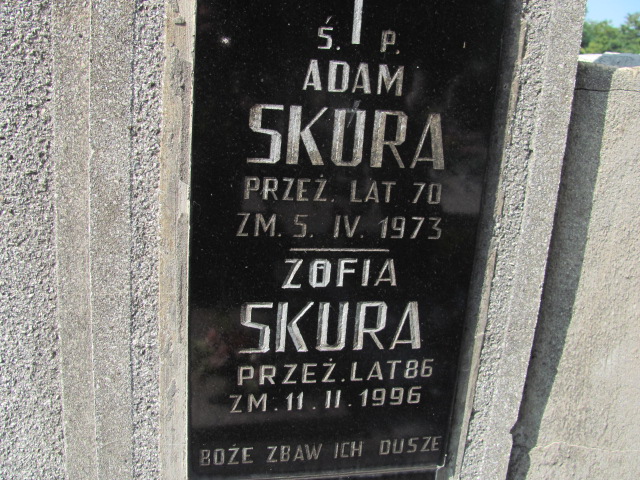 Ś. P.
ADAM
SKÓRA
PRZEŻ. LAT 70
ZM. 5. IV. 1973
ZOFIA
SKURA
PRZEŻ. LAT 86
ZM. 11. II. 1996
BOŻE ZBAW ICH DUSZE